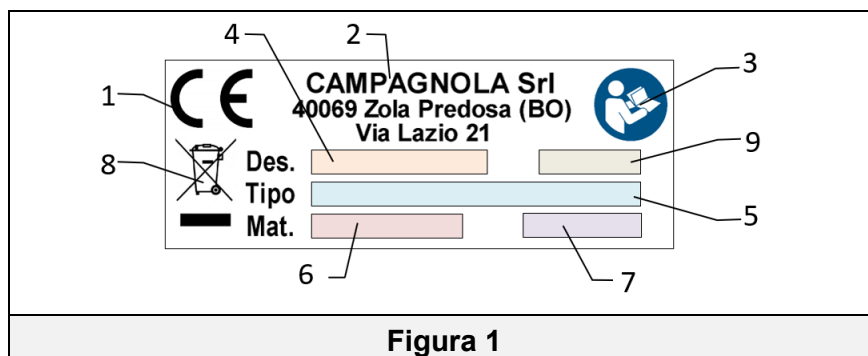 4
2
3
1
CE
CAMPAGNOLA Srl
40069 Zola Predosa (BO)
Via Lazio 21
8
Des.
9
Tipo
5
Mat.
6
7
Figura 1